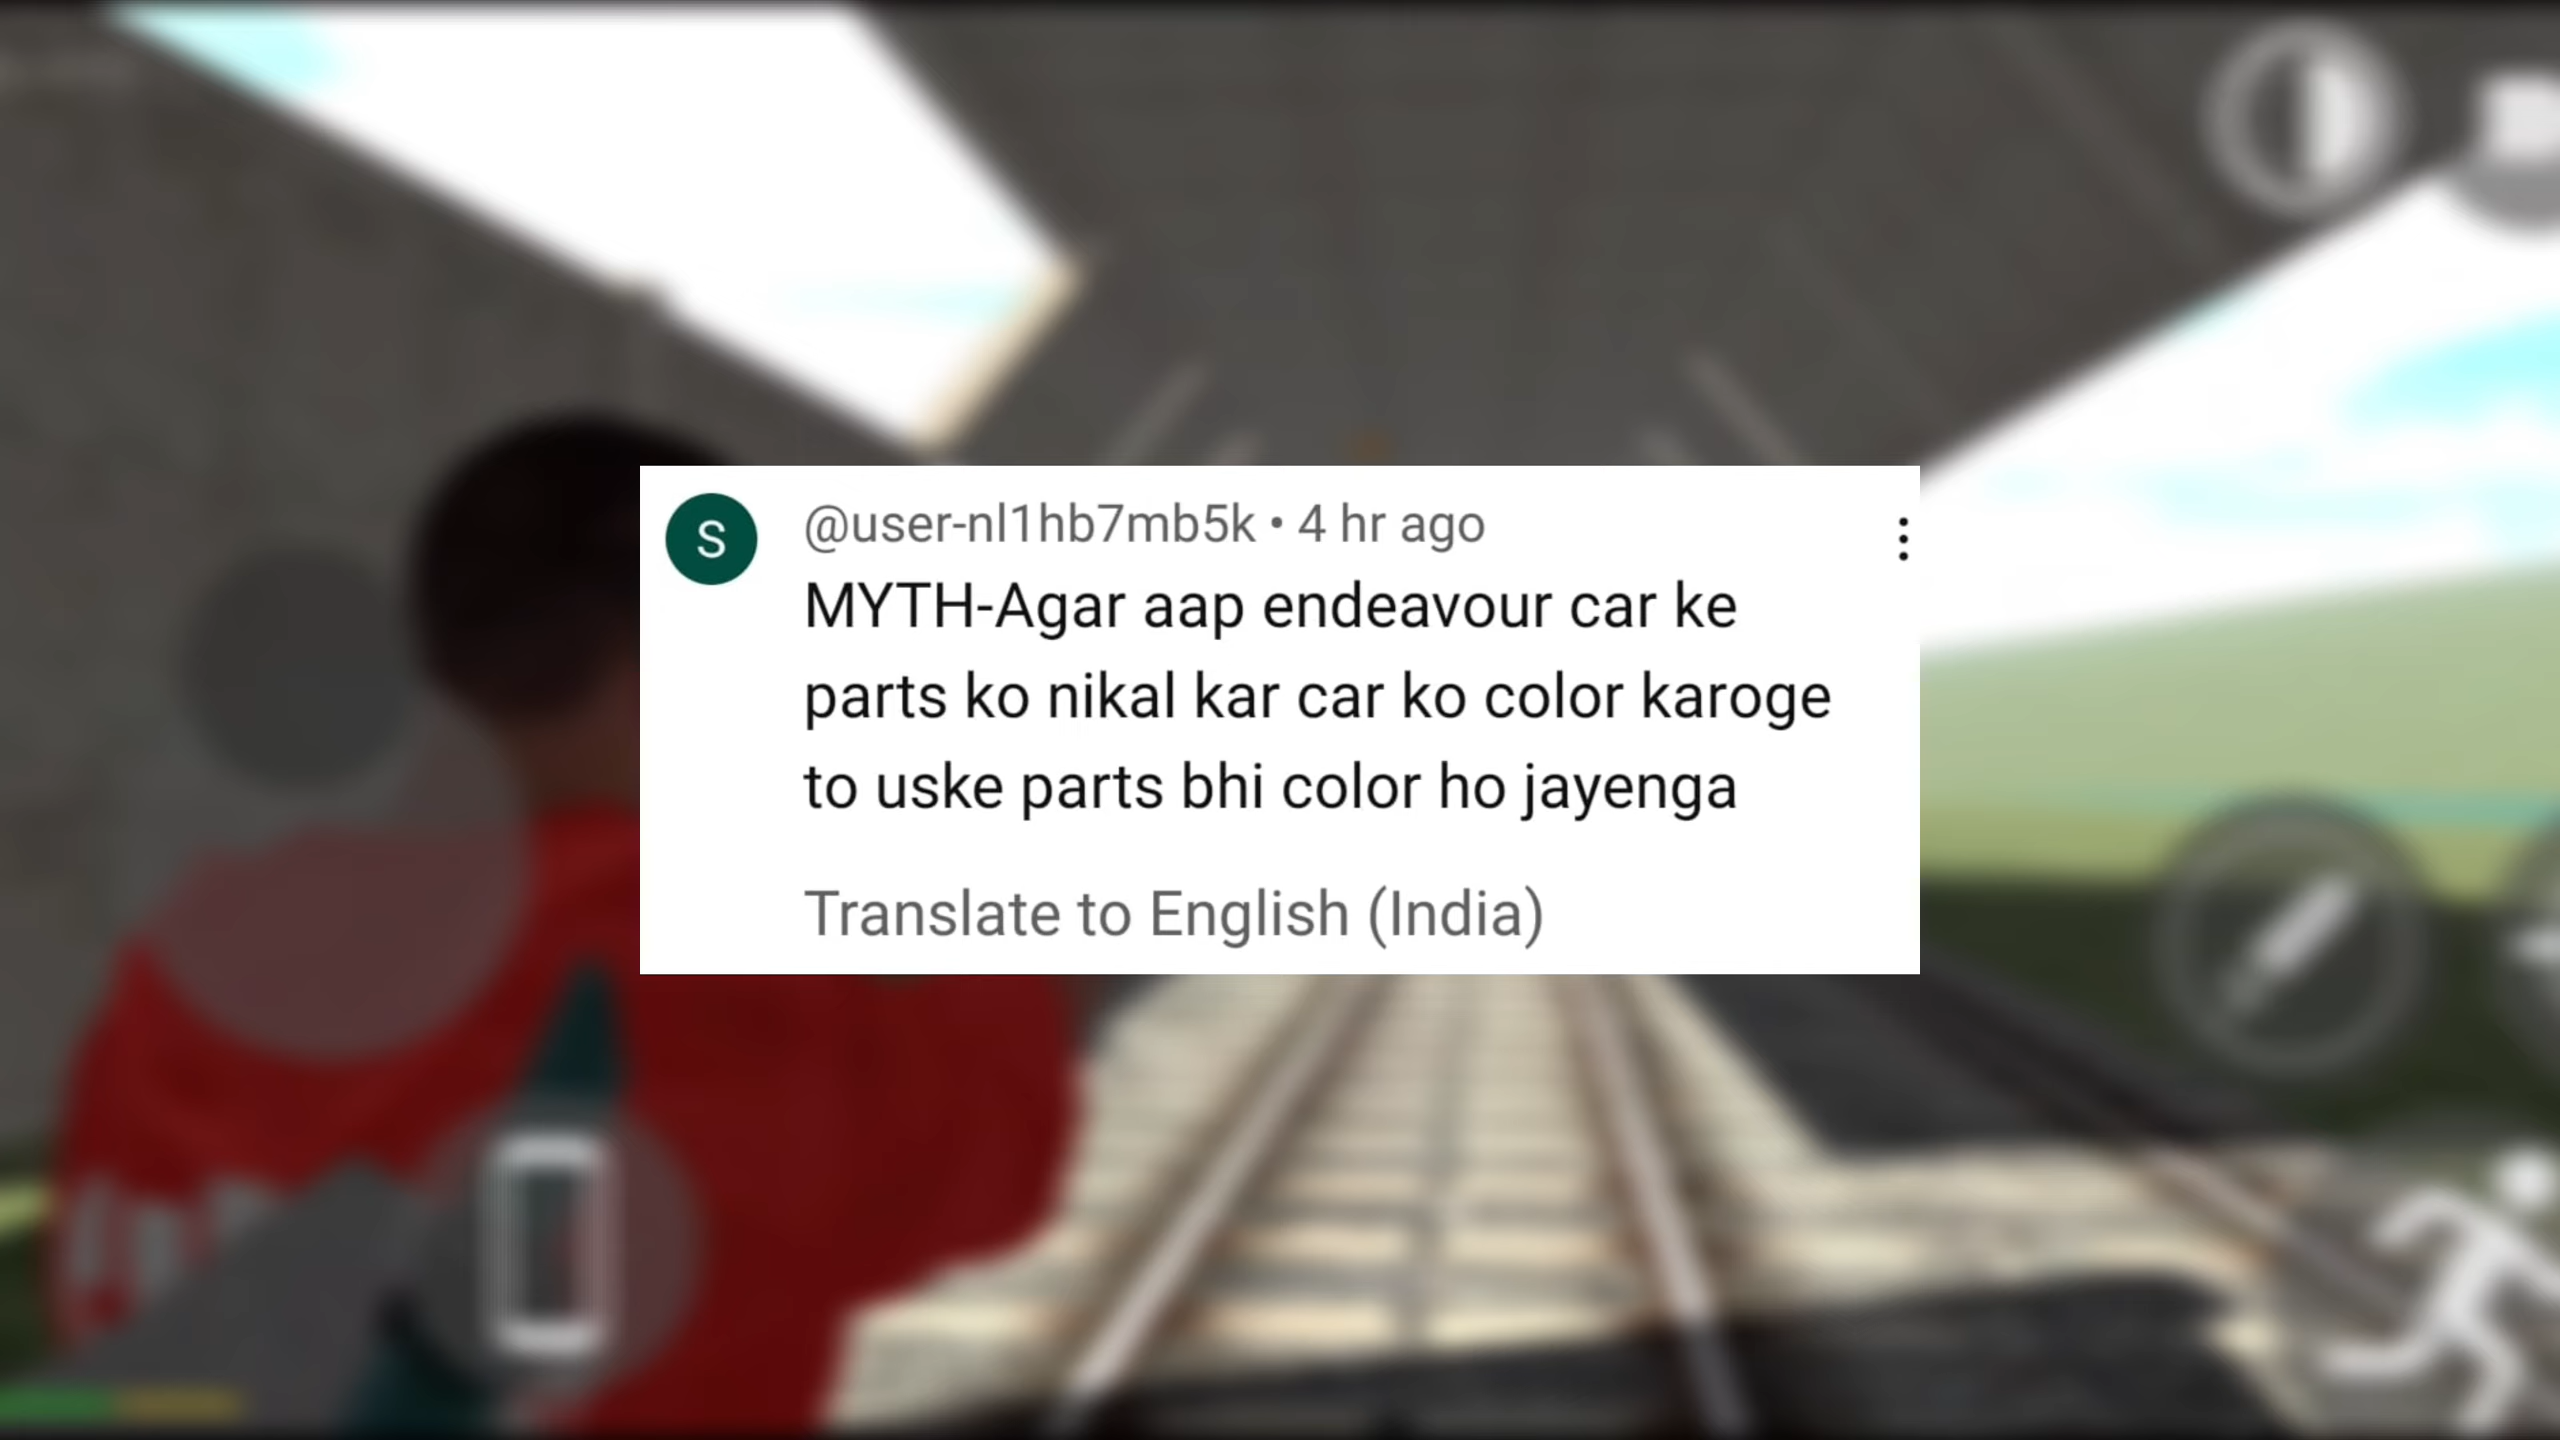 S
@user-nl1hb7mb5k • 4 hr ago
MYTH-Agar aap endeavour car ke
parts ko nikal kar car ko color karoge
to uske parts bhi color ho jayenga
Translate to English (India)